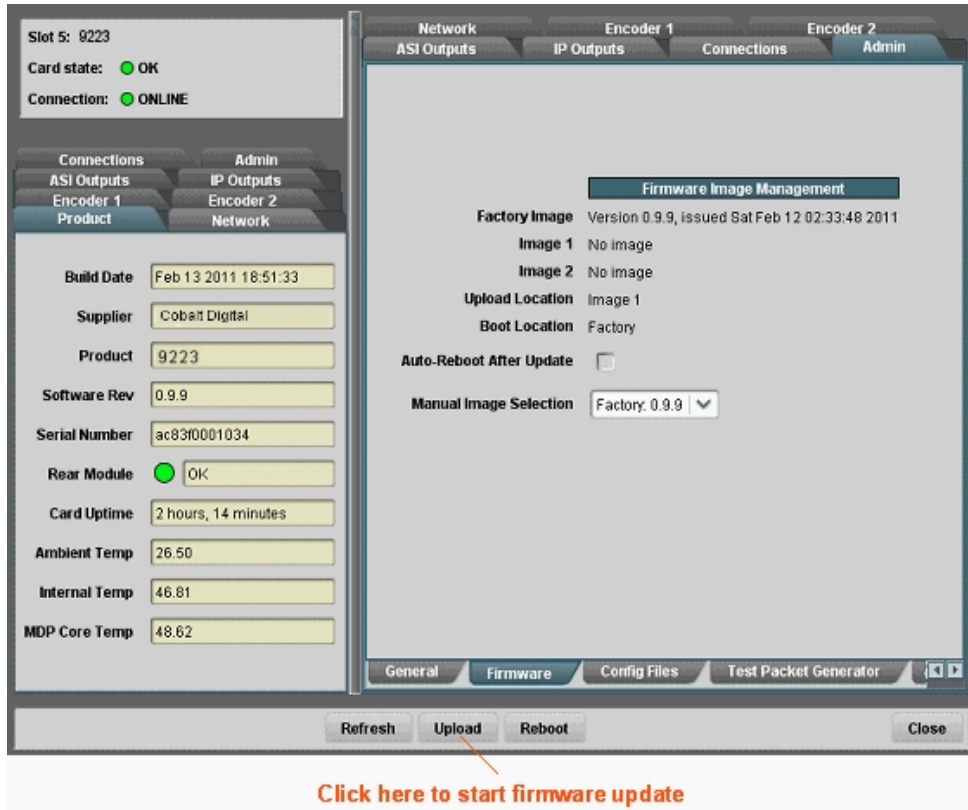 Slot 5: 9223
Card state: OK
Connection: ONLINE
Connections Admin
ASI Outputs IP Outputs
Encoder 1 Encoder 2
Product Network
Build Date Feb 13 2011 18:51:33
Supplier Cobalt Digital
Product 9223
Software Rev 0.9.9
Serial Number ac83f0001034
Rear Module OK
Card Uptime 2 hours, 14 minutes
Ambient Temp 26.50
Internal Temp 46.81
MDP Core Temp 48.62
Network Encoder 1 Encoder 2
ASI Outputs IP Outputs Connections Admin
Firmware Image Management
Factory Image Version 0.9.9, issued Sat Feb 12 02:33:48 2011
Image 1 No image
Image 2 No image
Upload Location Image 1
Boot Location Factory
Auto-Reboot After Update
Manual Image Selection Factory: 0.9.9
General Firmware Config Files Test Packet Generator
Refresh Upload Reboot Close
Click here to start firmware update